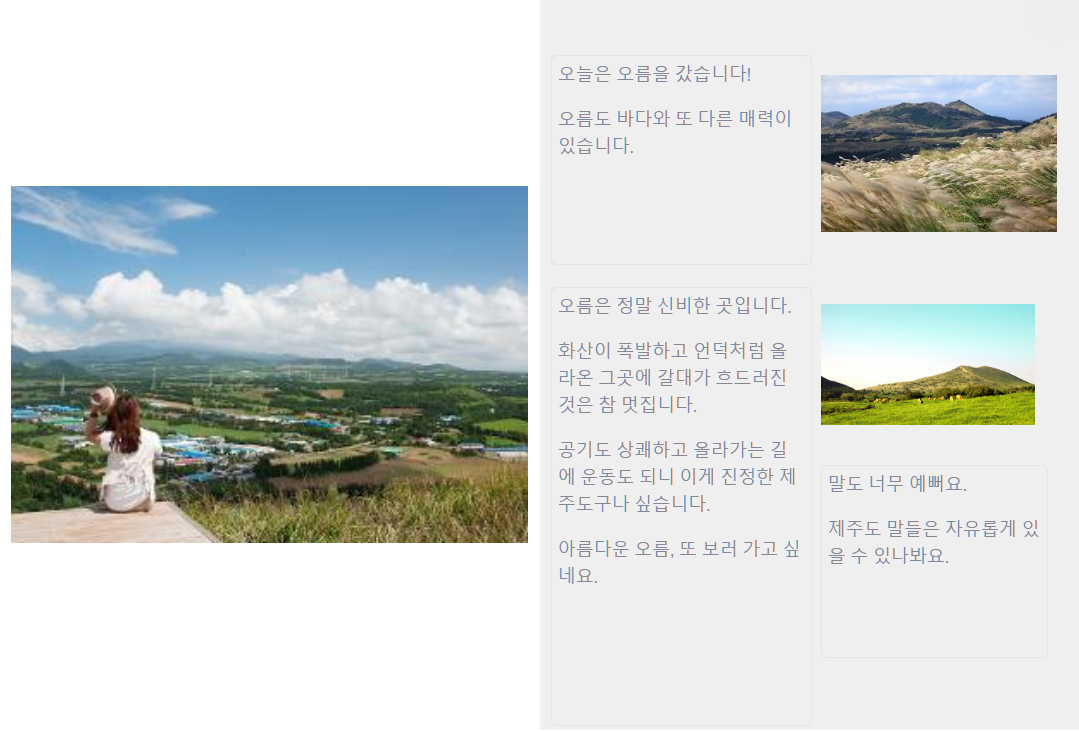 오늘은 오름을 갔습니다!
오름도 바다와 또 다른 매력이
있습니다.
오름은 정말 신비한 곳입니다.
화산이 폭발하고 언덕처럼 올
라온 그곳에 갈대가 흐드러진
것은 참 멋집니다.
공기도 상쾌하고 올라가는 길
에 운동도 되니 이게 진정한 제
주도구나 싶습니다.
아름다운 오름, 또 보러 가고 싶
네요.
말도 너무 예뻐요.
제주도 말들은 자유롭게 있
을 수 있나봐요.